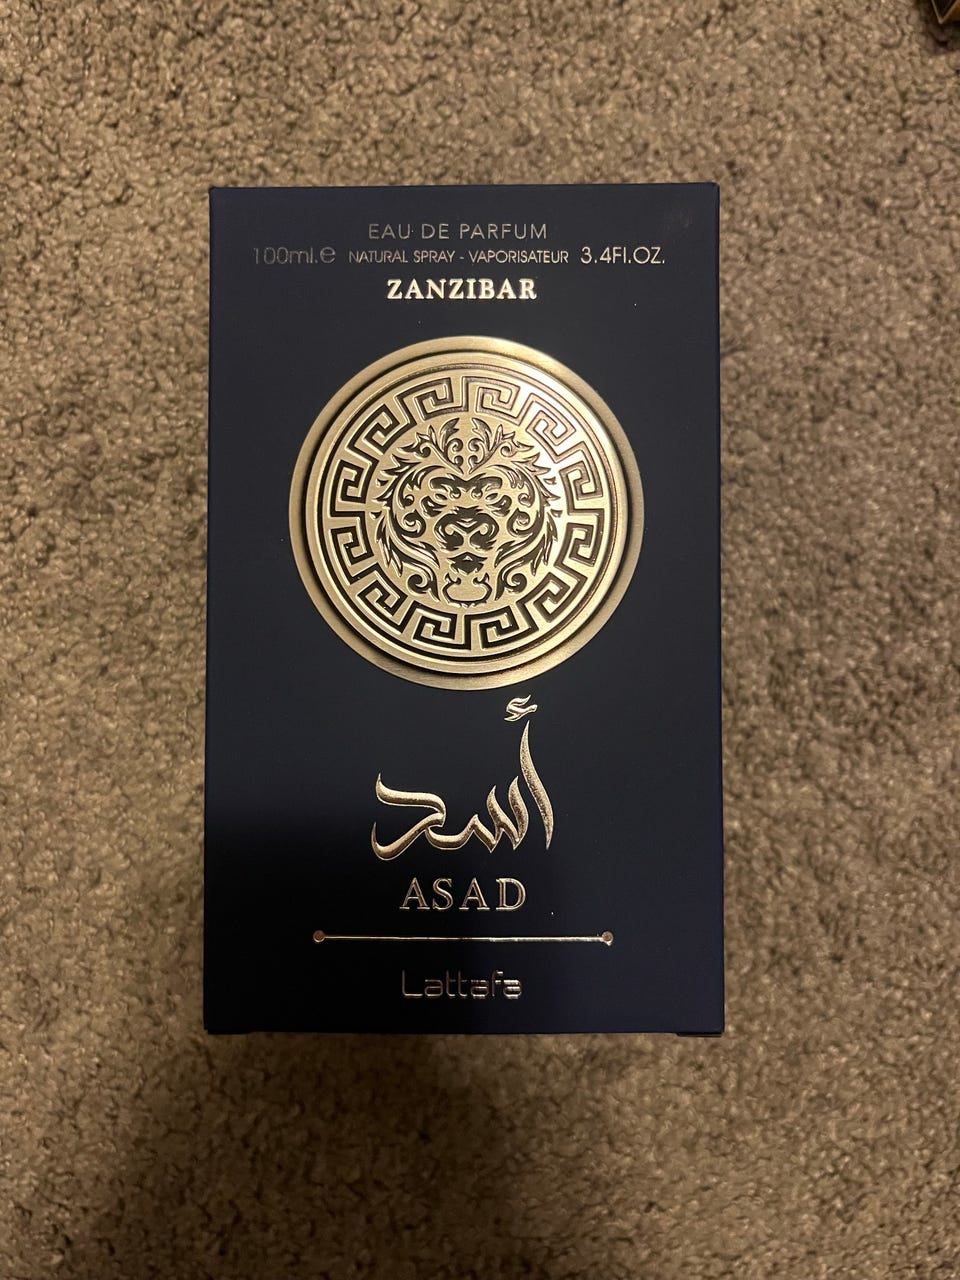 EAU DE PARFUM
100ml.e NATURAL SPRAY - VAPORISATEUR 3.4Fl.OZ.
ZANZIBAR
أسد
ASAD
Lattafa